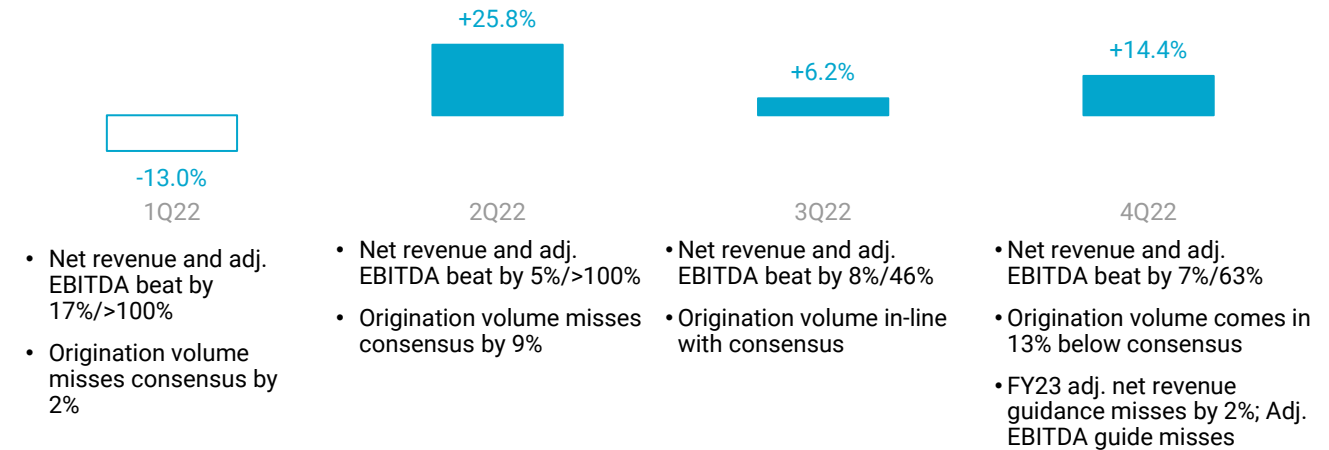 +25.8%
+14.4%
+6.2%
-13.0%
1Q22
2Q22
3Q22
4Q22
• Net revenue and adj.
EBITDA beat by
17%/>100%
• Origination volume
misses consensus by
2%
• Net revenue and adj.
EBITDA beat by 5%/>100%
• Origination volume misses
consensus by 9%
• Net revenue and adj.
EBITDA beat by 8%/46%
• Origination volume in-line
with consensus
• Net revenue and adj.
EBITDA beat by 7%/63%
• Origination volume comes in
13% below consensus
• FY23 adj. net revenue
guidance misses by 2%; Adj.
EBITDA guide misses